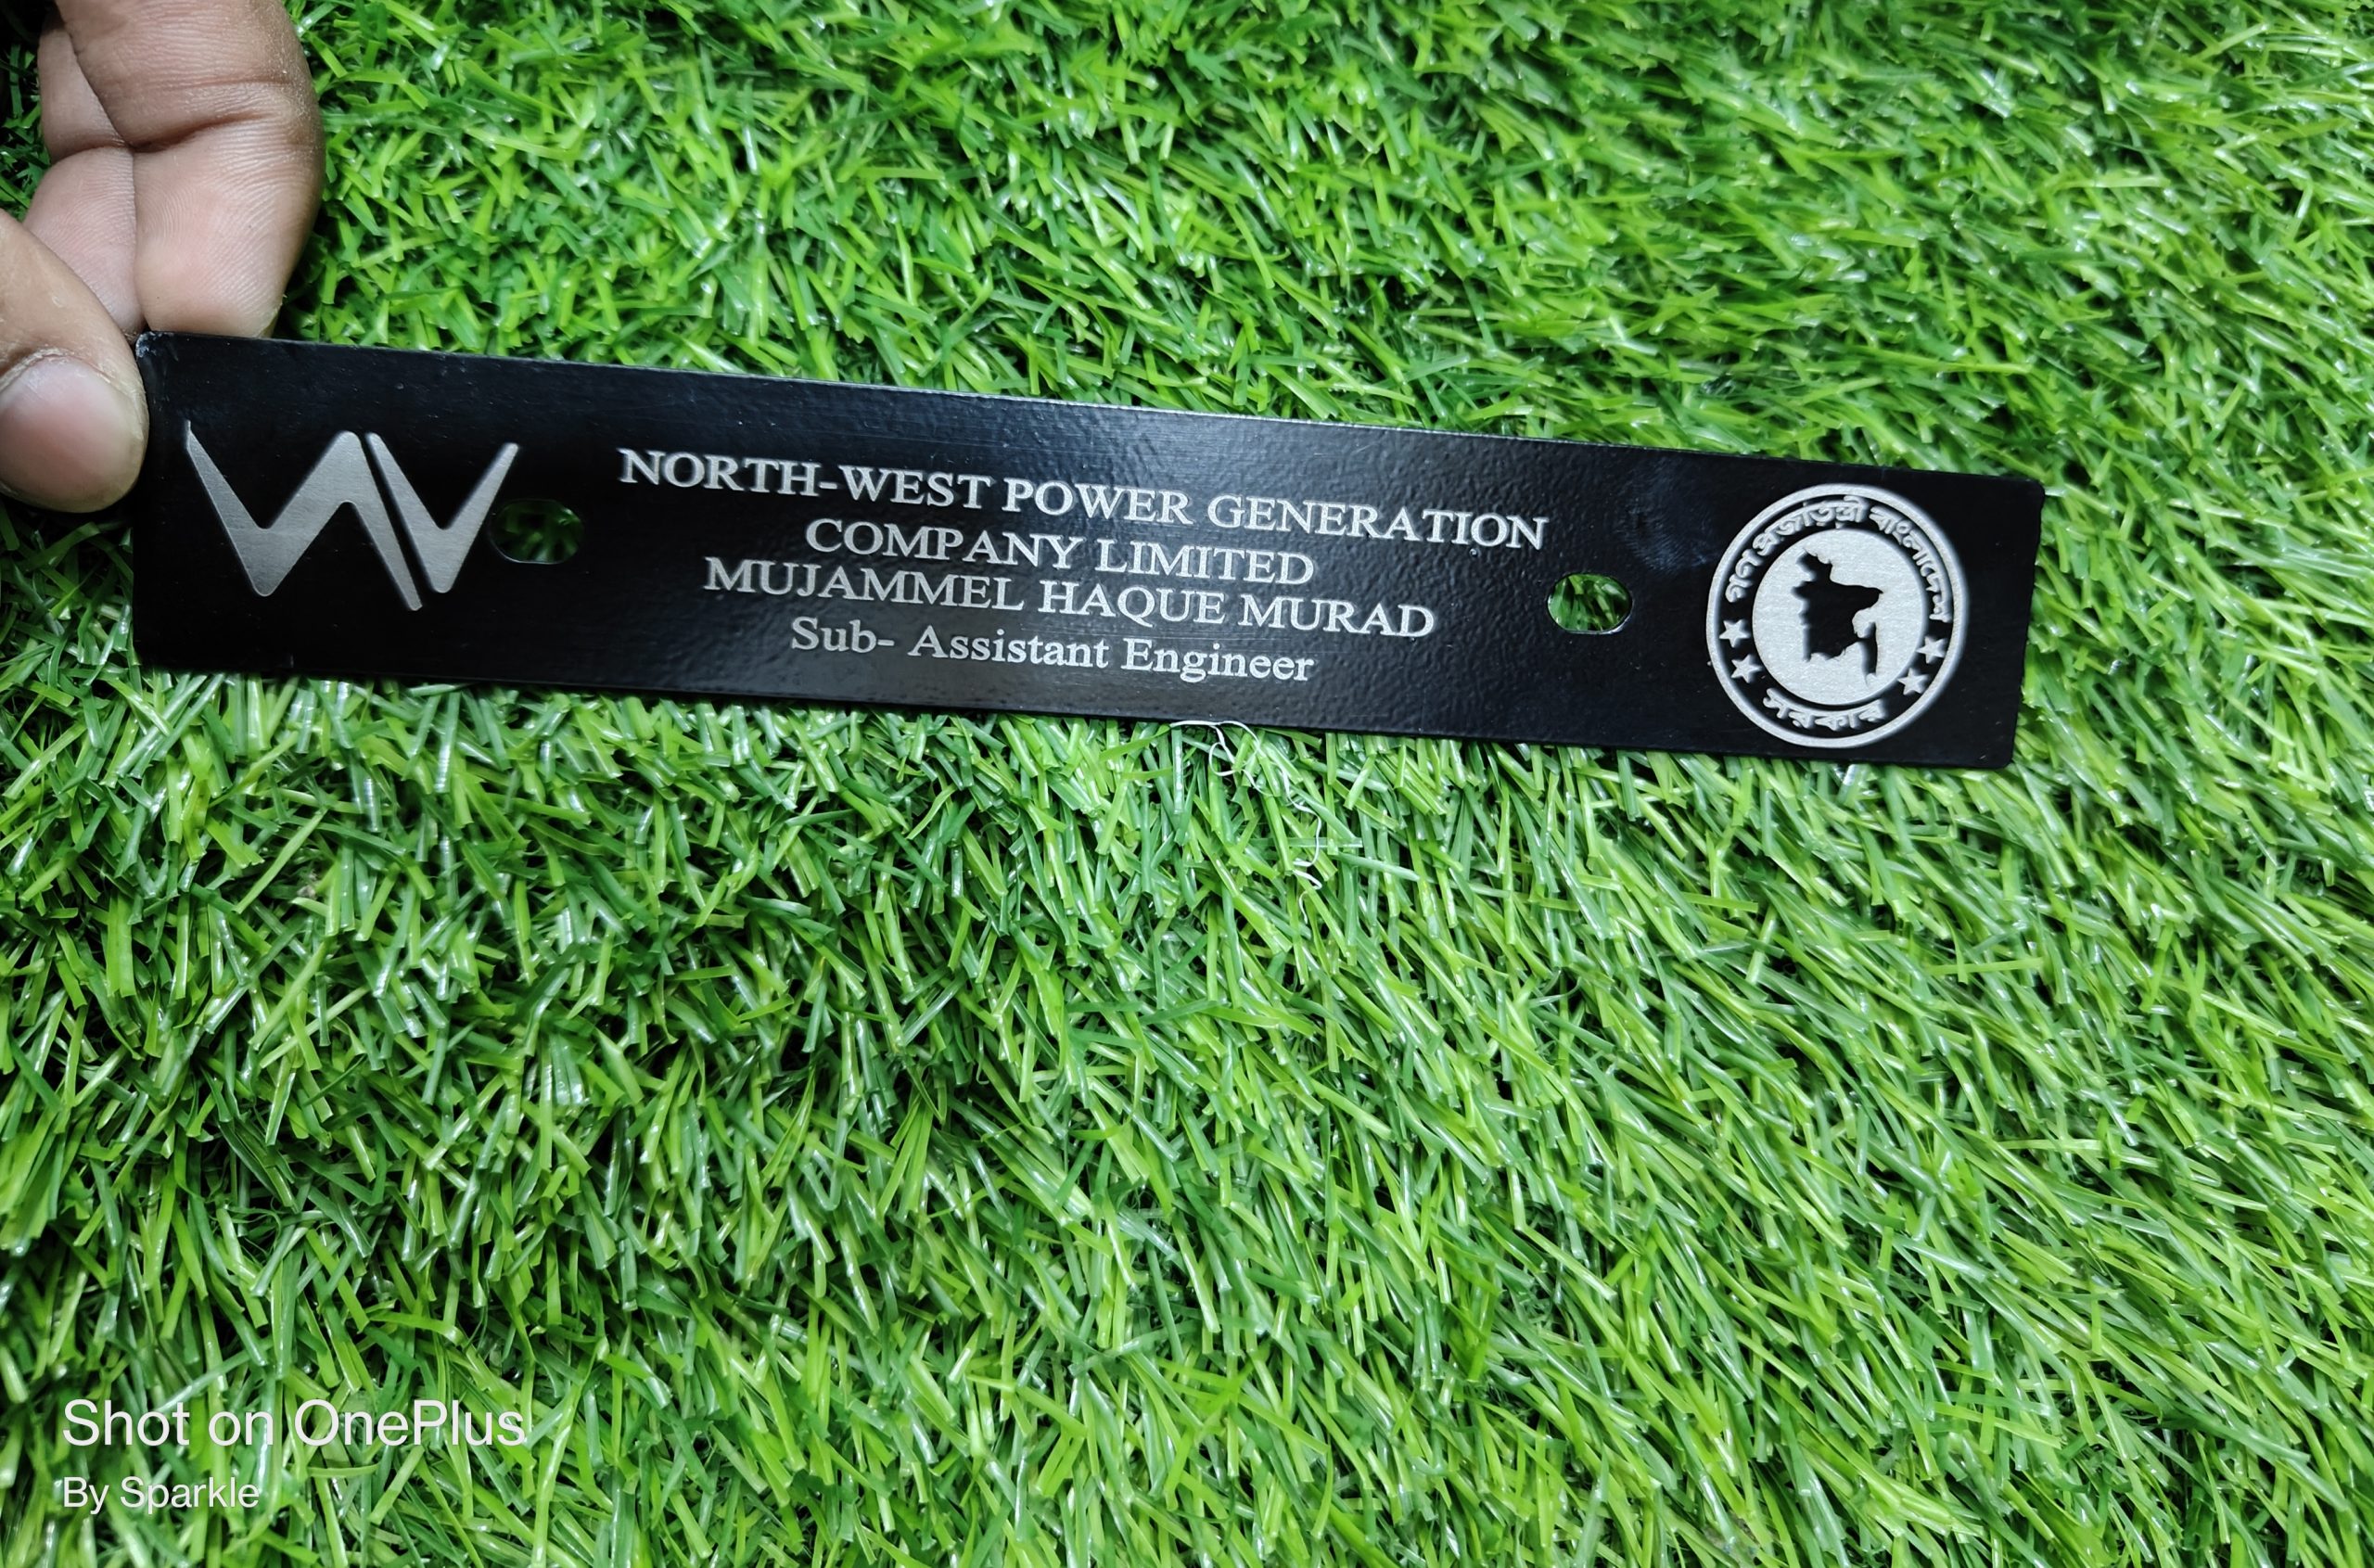 NORTH-WEST POWER GENERATION
COMPANY LIMITED
MUJAMMEL HAQUE MURAD
Sub- Assistant Engineer
গণ প্রজাতন্ত্রী বাংলাদেশ
সরকার
Shot on OnePlus
By Sparkle